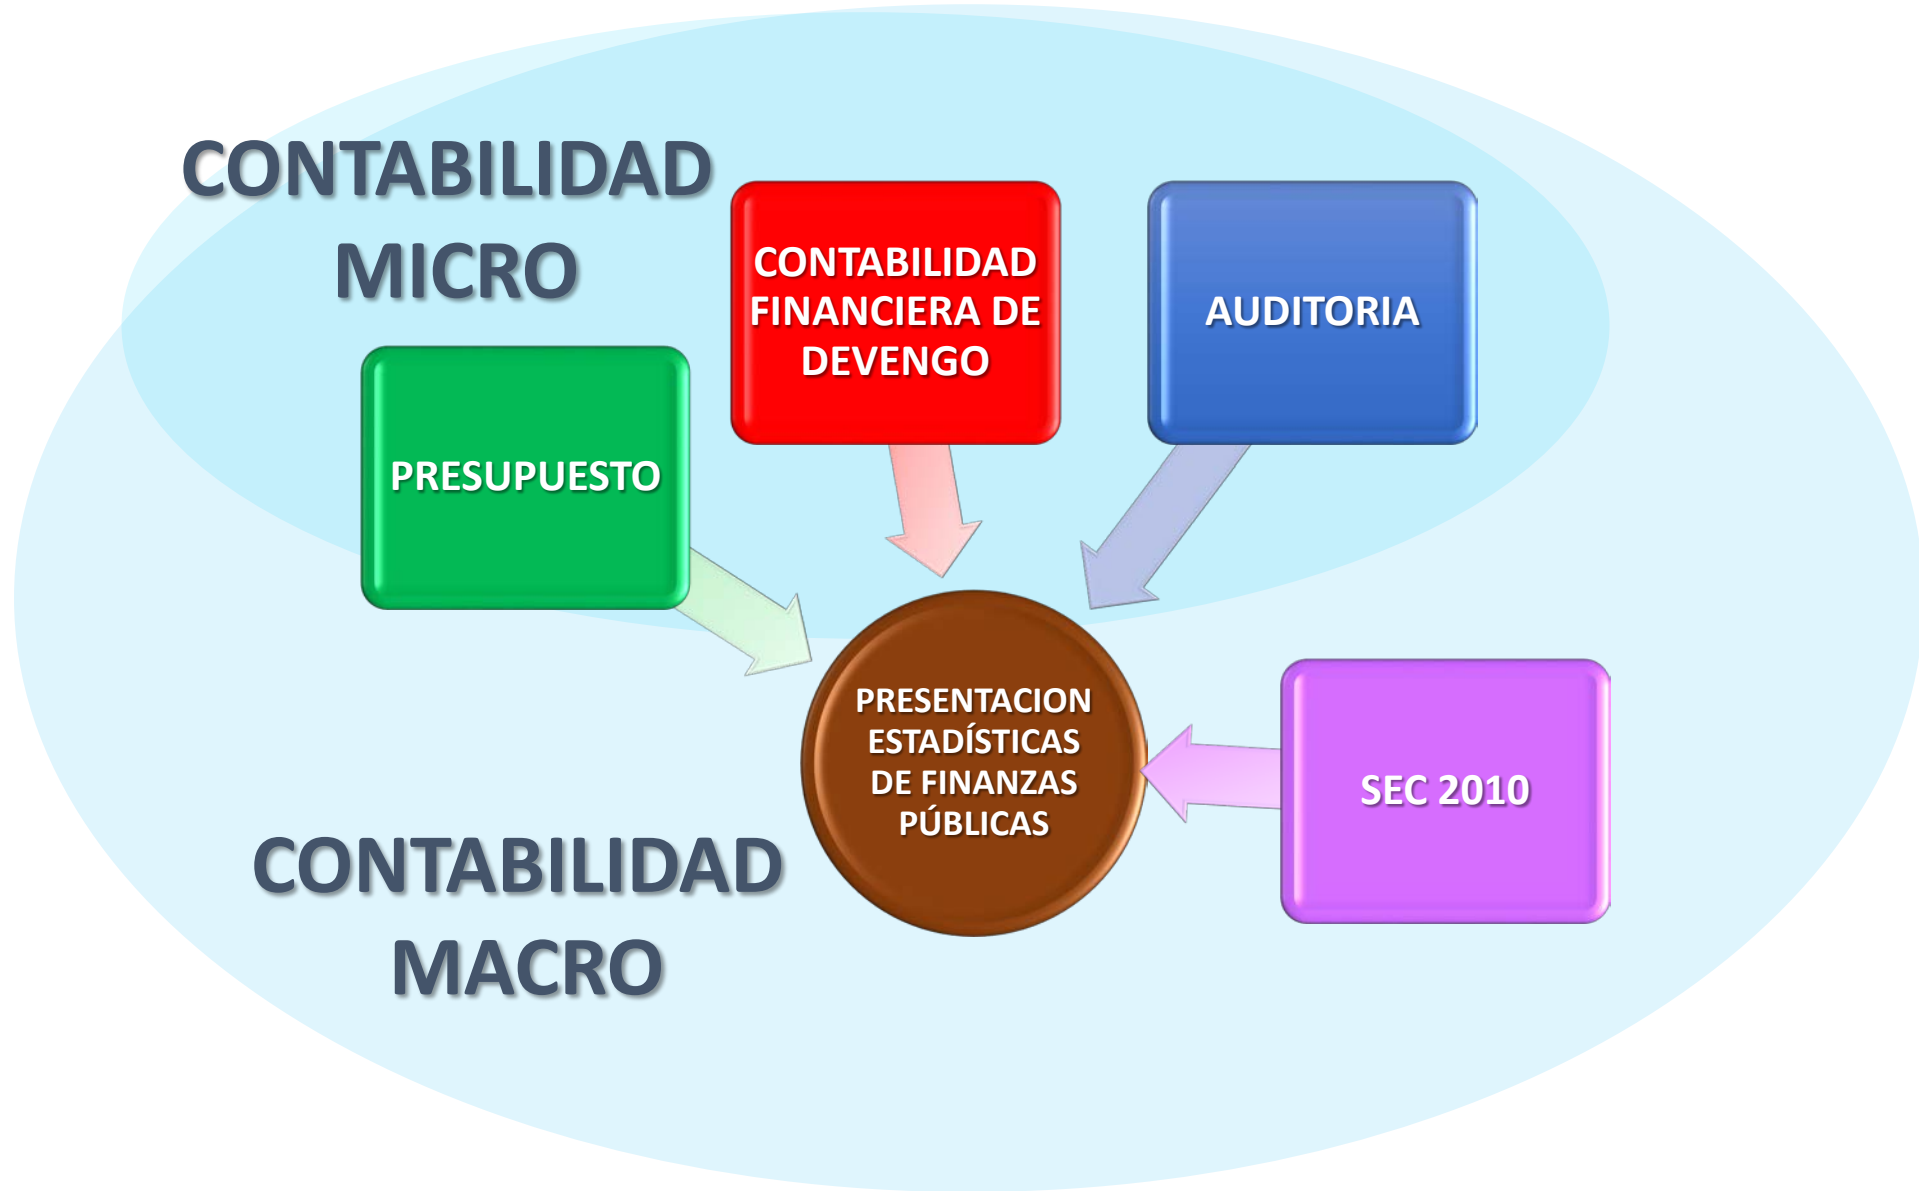 CONTABILIDAD
MICRO
CONTABILIDAD
FINANCIERA DE
DEVENGO
AUDITORIA
PRESUPUESTO
PRESENTACION
ESTADÍSTICAS
DE FINANZAS
PÚBLICAS
SEC 2010
CONTABILIDAD
MACRO